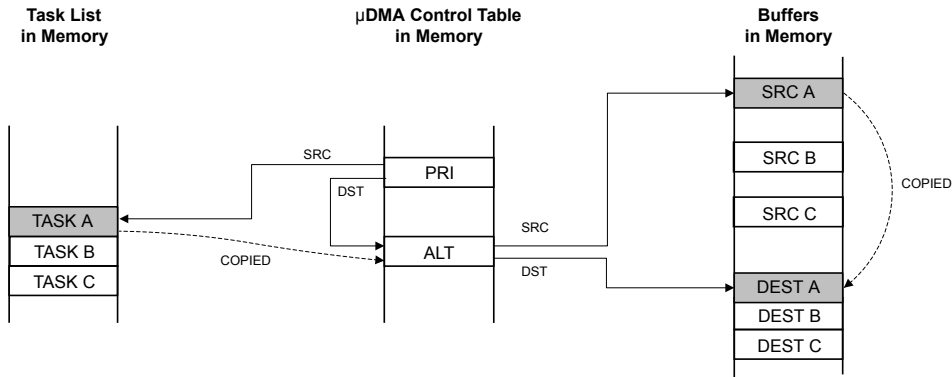 Task List
in Memory
μDMA Control Table
in Memory
Buffers
in Memory
SRC A
SRC
PRI
SRC B
COPIED
DST
TASK A
SRC C
SRC
TASK B
COPIED
ALT
DST
TASK C
DEST A
DEST B
DEST C